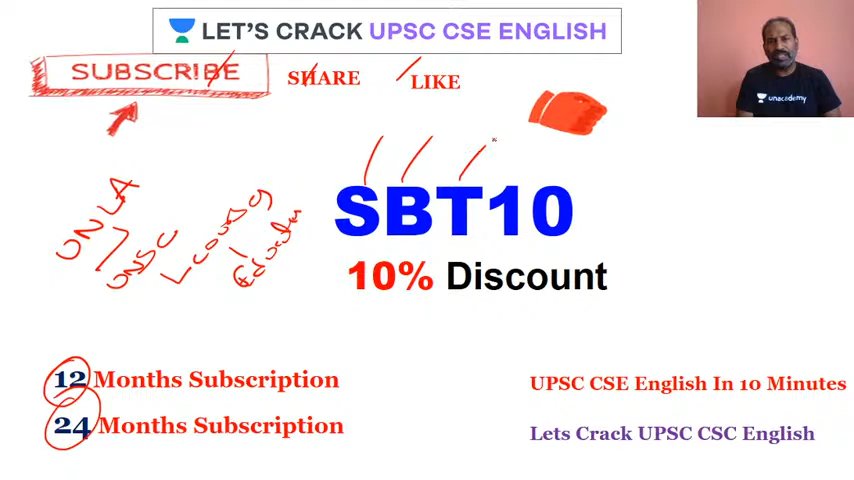 LET'S CRACK UPSC CSE ENGLISH
SUBSCRIBE
SHARE
LIKE
unacademy
SBT10
10% Discount
Educator
12 Months Subscription
24 Months Subscription
UPSC CSE English In 10 Minutes
Lets Crack UPSC CSC English